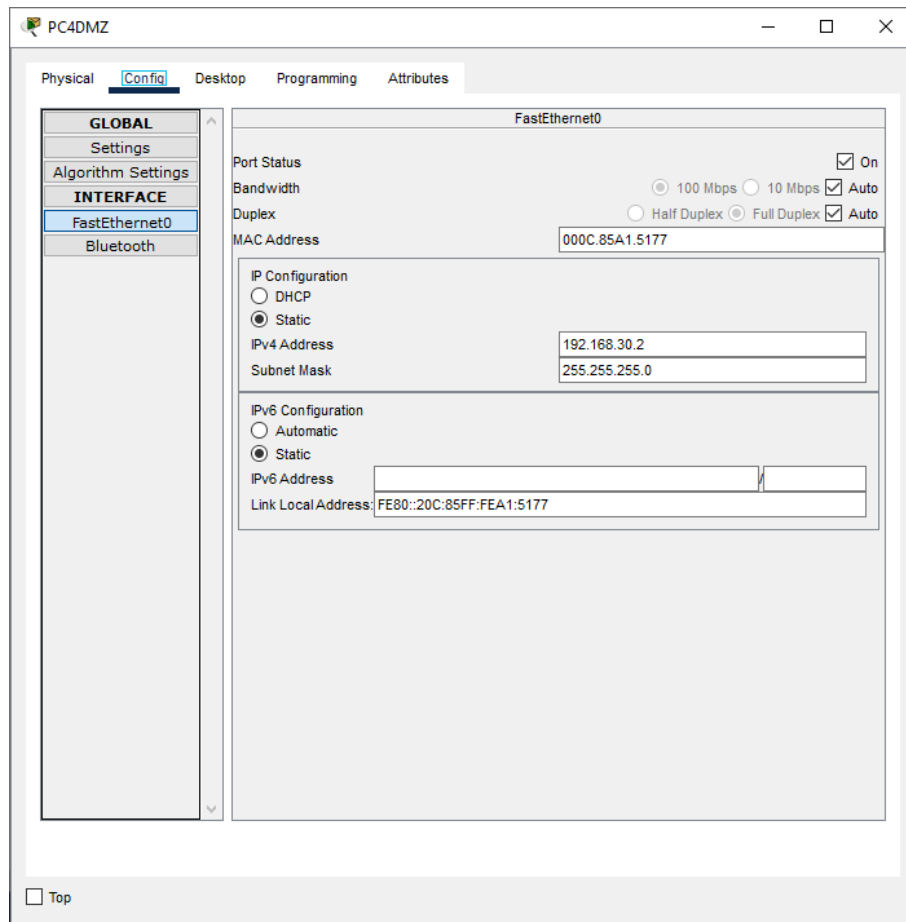 PC4DMZ
Physical Config Desktop Programming Attributes
GLOBAL
Settings
Algorithm Settings
INTERFACE
FastEthernet0
Bluetooth
FastEthernet0
Port Status On
Bandwidth 100 Mbps 10 Mbps Auto
Duplex Half Duplex Full Duplex Auto
MAC Address 000C.85A1.5177
IP Configuration
DHCP
Static
IPv4 Address 192.168.30.2
Subnet Mask 255.255.255.0
IPv6 Configuration
Automatic
Static
IPv6 Address /
Link Local Address: FE80::20C:85FF:FEA1:5177
Top